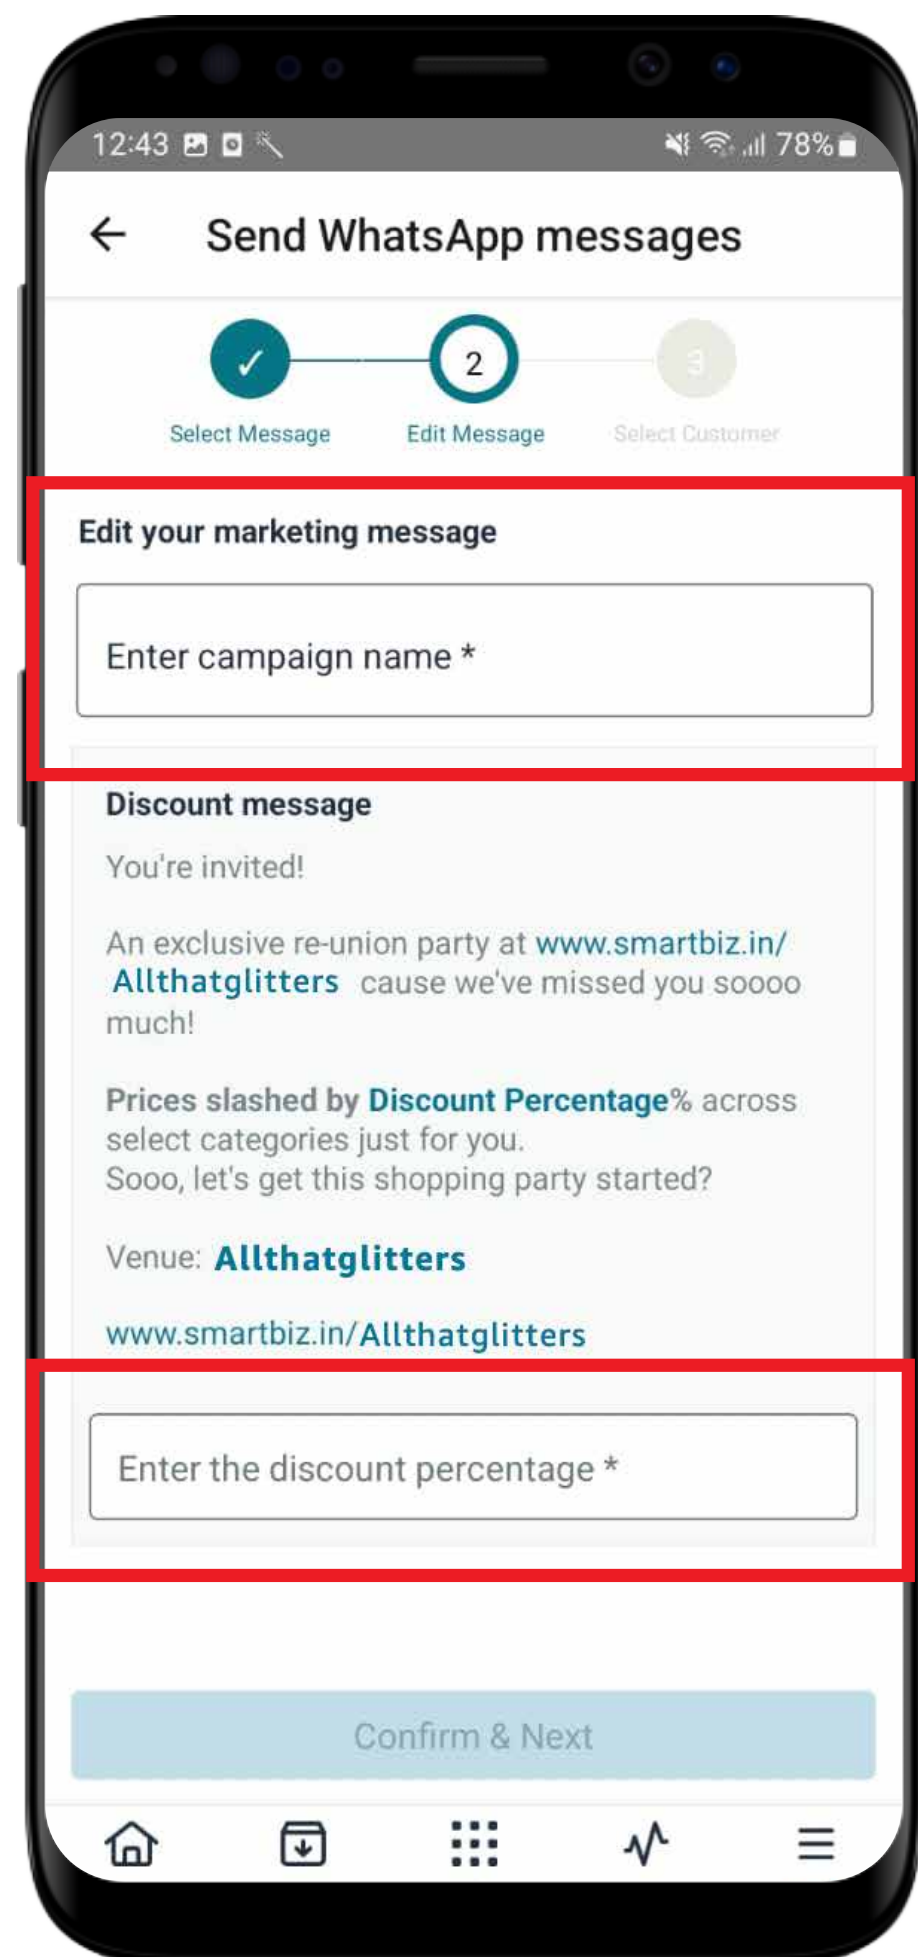 12:43 78%
Send WhatsApp messages
✓ 2 3
Select Message Edit Message Select Customer
Edit your marketing message
Enter campaign name *
Discount message
You're invited!
An exclusive re-union party at www.smartbiz.in/
Allthatglitters cause we've missed you soooo
much!
Prices slashed by Discount Percentage% across
select categories just for you.
Sooo, let's get this shopping party started?
Venue: Allthatglitters
www.smartbiz.in/Allthatglitters
Enter the discount percentage *
Confirm & Next